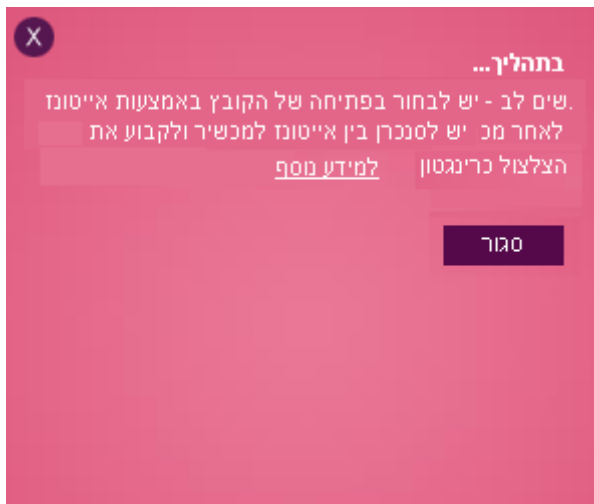 X
בתהליך...
שים לב - יש לבחור בפתיחה של הקובץ באמצעות אייטונז.
לאחר מכ יש לסנכרן בין אייטונז למכשיר ולקבוע את
הצלצול כרינגטון למידע נוסף
סגור